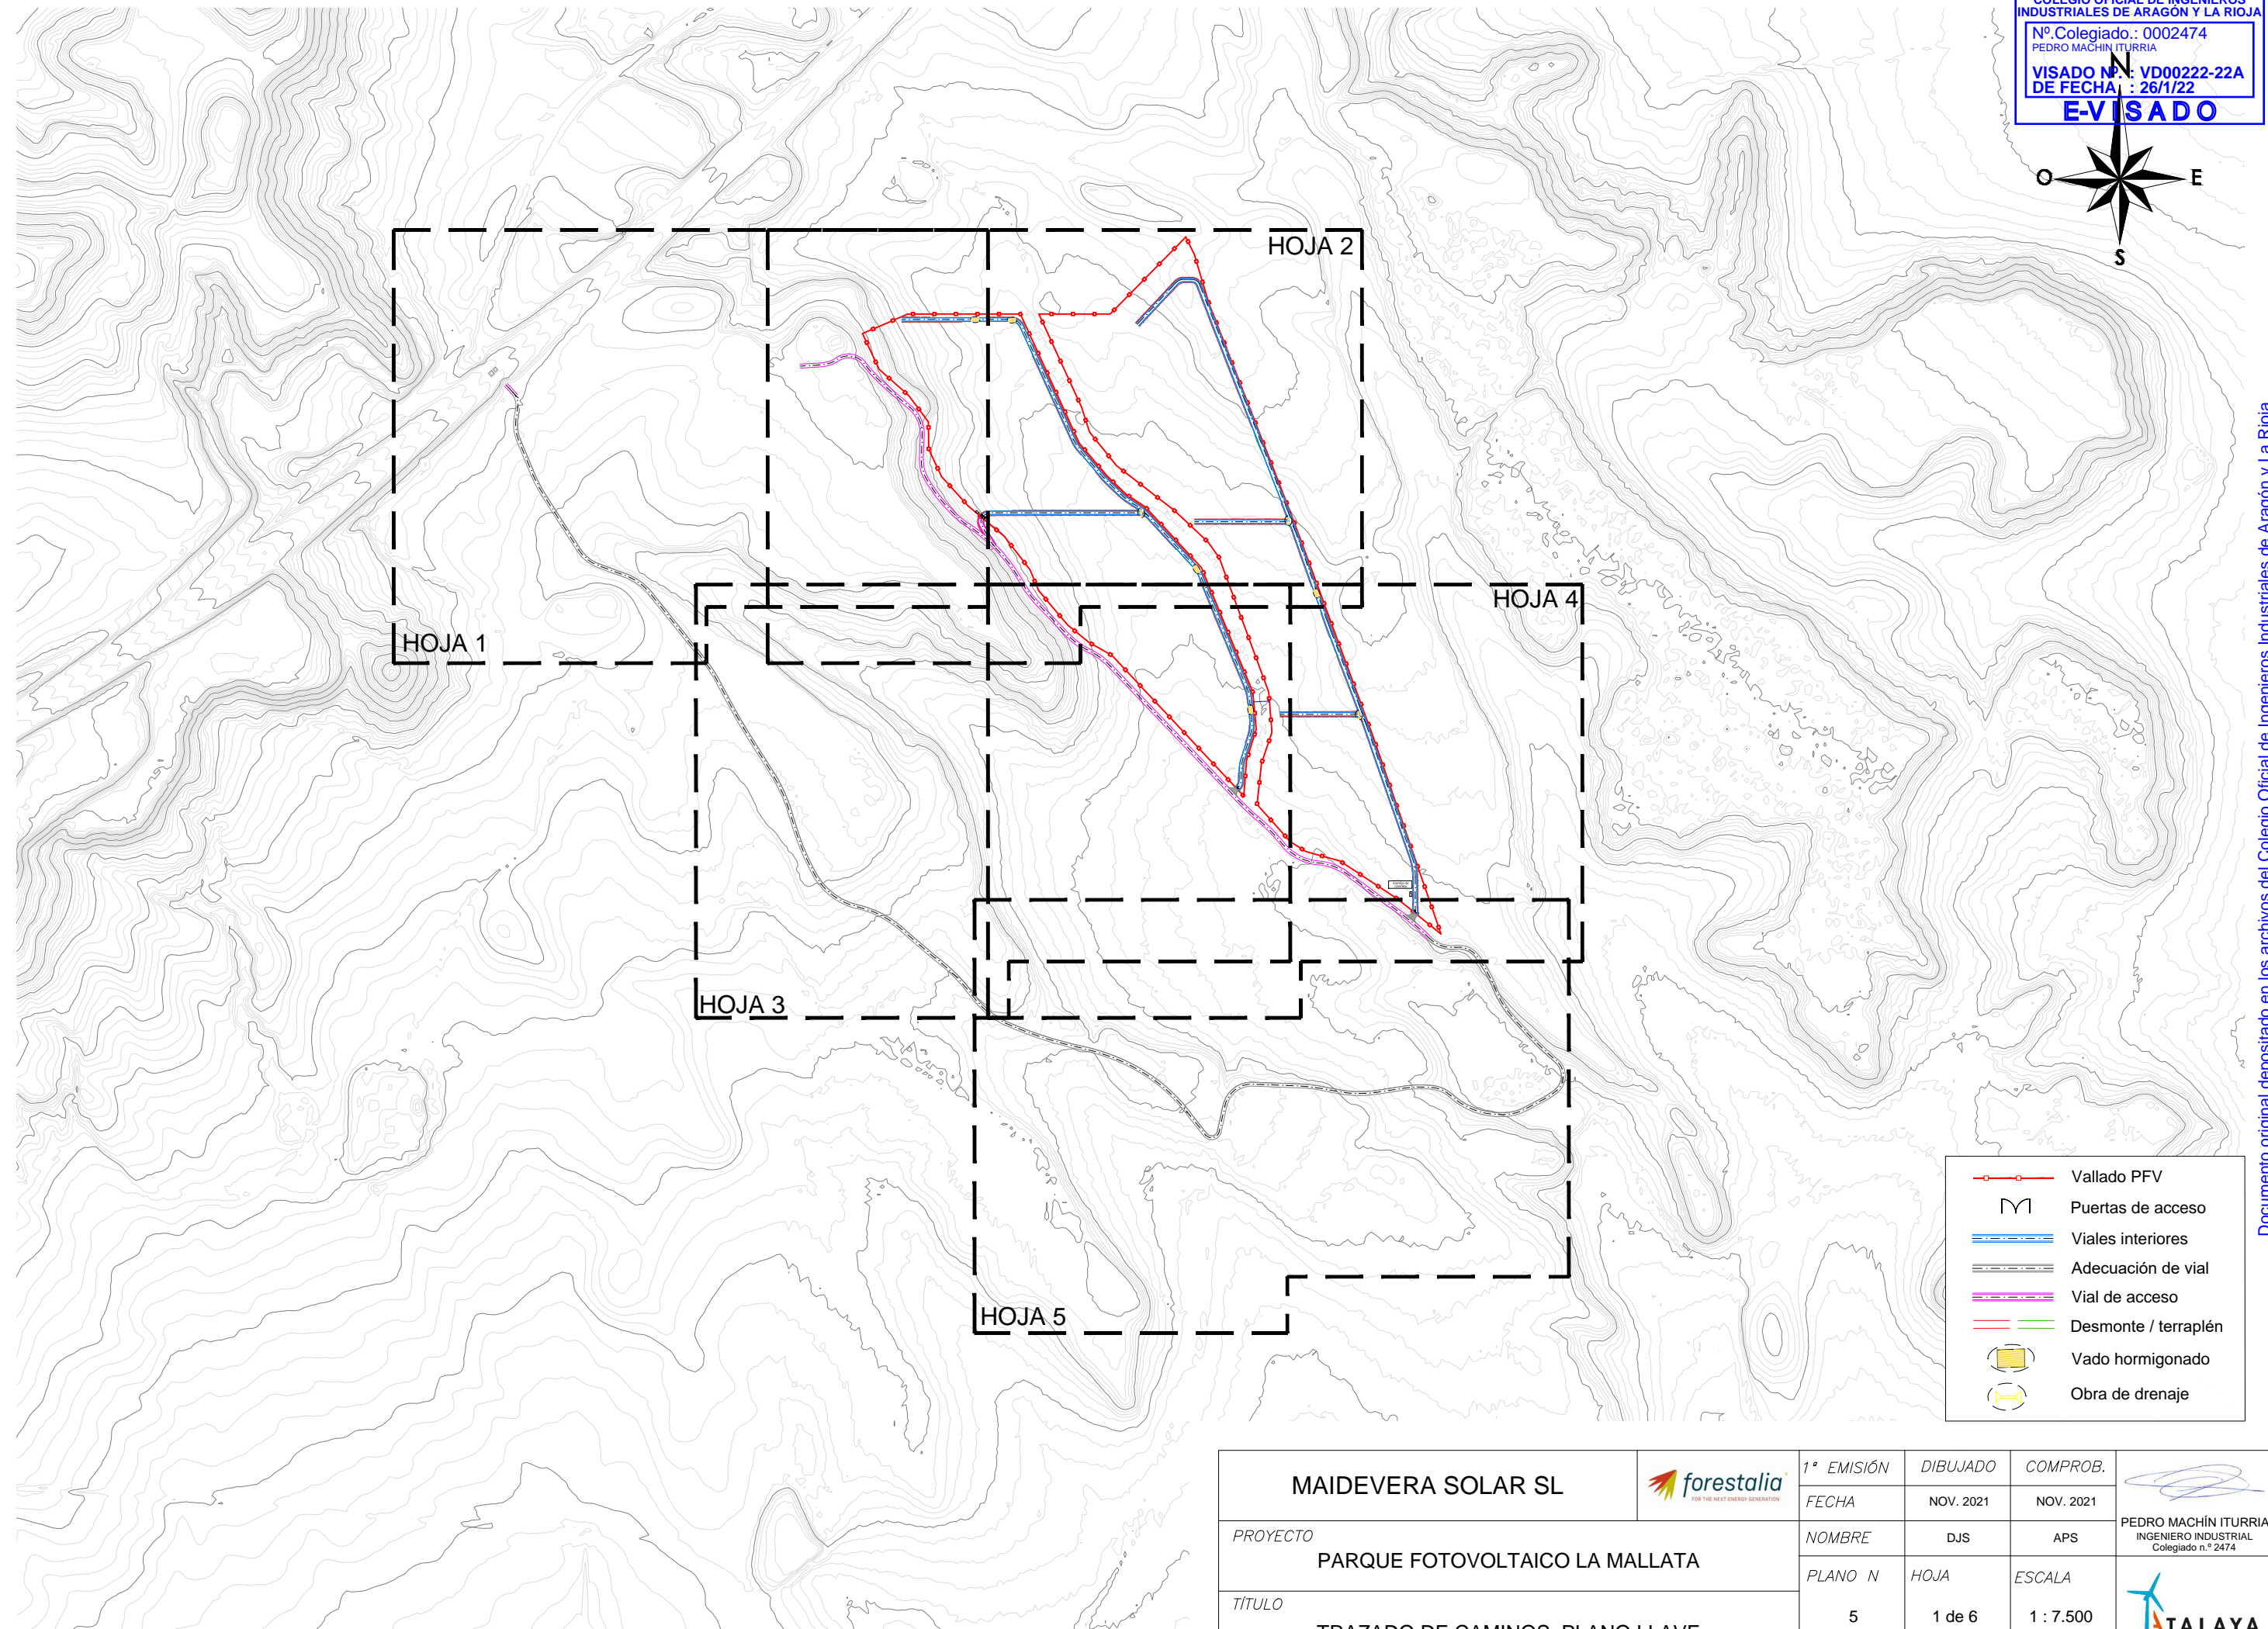 COLEGIO OFICIAL DE INGENIEROS
INDUSTRIALES DE ARAGÓN Y LA RIOJA
Nº.Colegiado.: 0002474
PEDRO MACHIN ITURRIA
VISADO Nº. : VD00222-22A
DE FECHA : 26/1/22
E-VISADO
N
O
E
S
HOJA 2
HOJA 4
HOJA 1
HOJA 3
HOJA 5
Documento original depositado en los archivos del Colegio Oficial de Ingenieros Industriales de Aragón y La Rioja
Vallado PFV
Puertas de acceso
Viales interiores
Adecuación de vial
Vial de acceso
Desmonte / terraplén
Vado hormigonado
Obra de drenaje
MAIDEVERA SOLAR SL
forestalia
FOR THE NEXT ENERGY GENERATION
1ª EMISIÓN
DIBUJADO
COMPROB.
FECHA
NOV. 2021
NOV. 2021
PEDRO MACHÍN ITURRIA
INGENIERO INDUSTRIAL
Colegiado n.º 2474
PROYECTO
PARQUE FOTOVOLTAICO LA MALLATA
NOMBRE
DJS
APS
PLANO N
HOJA
ESCALA
5
1 de 6
1 : 7.500
TÍTULO
TRAZADO DE CAMINOS. PLANO LLAVE
ATALAYA